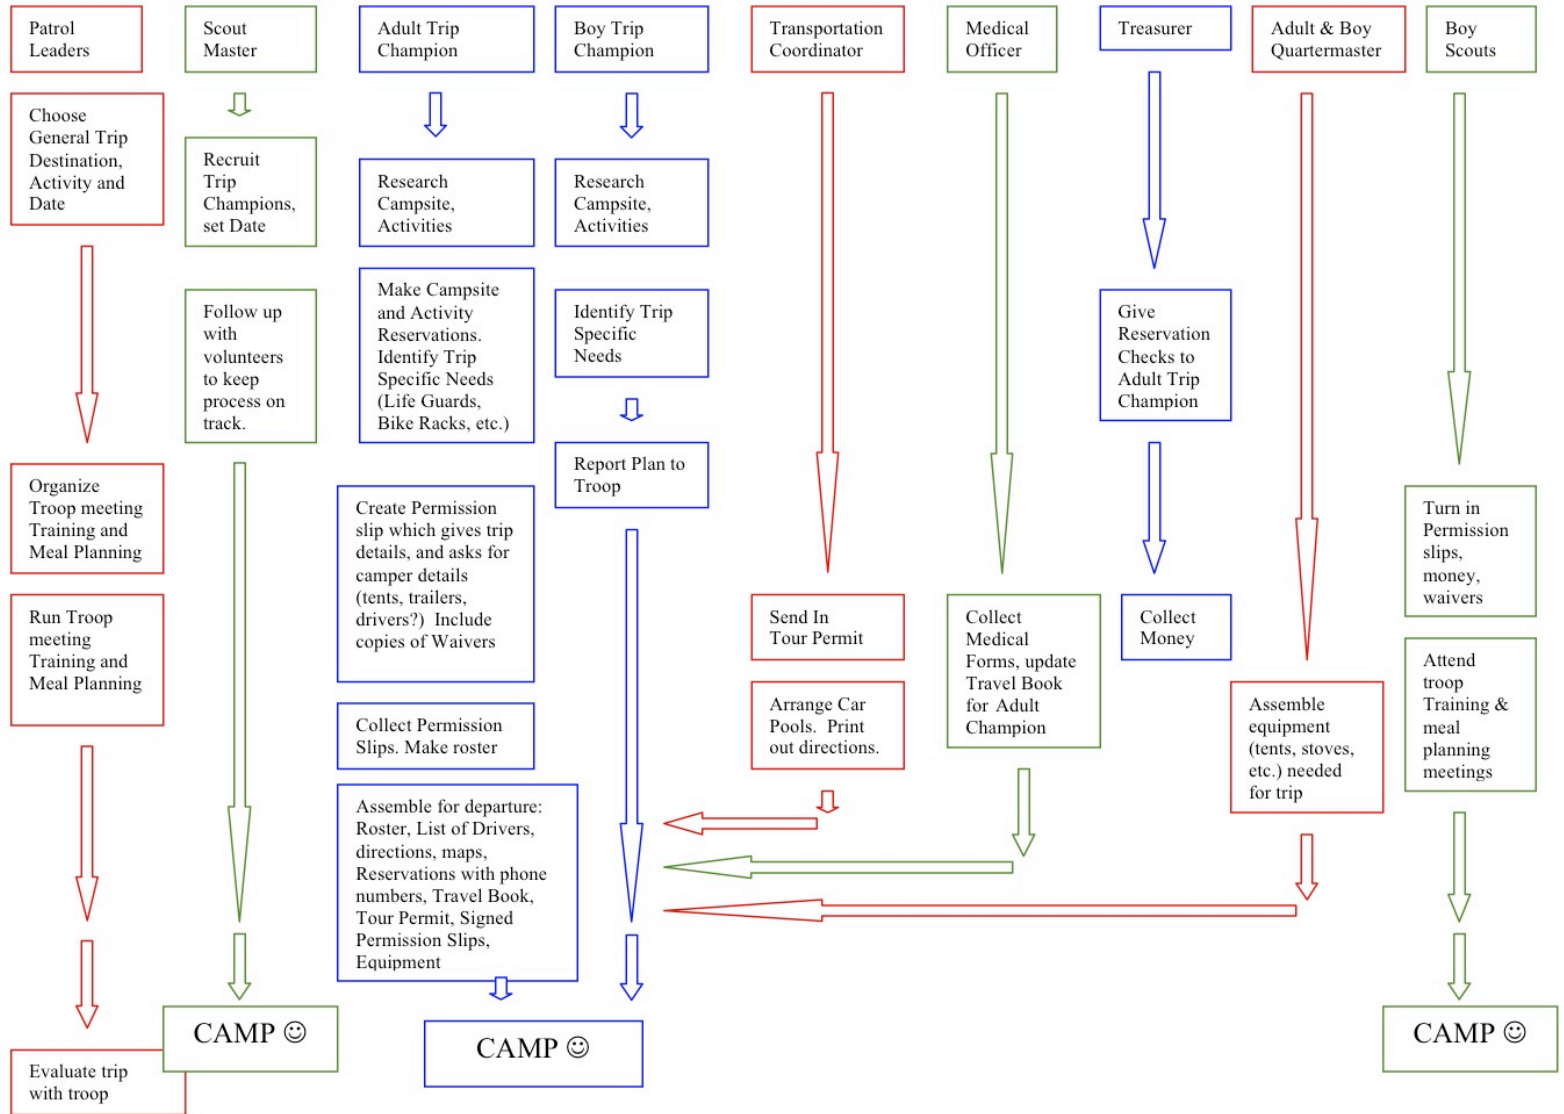 Patrol
Leaders
Scout
Master
Adult Trip
Champion
Boy Trip
Champion
Transportation
Coordinator
Medical
Officer
Treasurer
Adult & Boy
Quartermaster
Boy
Scouts
Choose
General Trip
Destination,
Activity and
Date
Organize
Troop meeting
Training and
Meal Planning
Run Troop
meeting
Training and
Meal Planning
Evaluate trip
with troop
Recruit
Trip
Champions,
set Date
Follow up
with
volunteers
to keep
process on
track.
CAMP ☺
Research
Campsite,
Activities
Make Campsite
and Activity
Reservations.
Identify Trip
Specific Needs
(Life Guards,
Bike Racks, etc.)
Create Permission
slip which gives trip
details, and asks for
camper details
(tents, trailers,
drivers?)  Include
copies of Waivers
Collect Permission
Slips. Make roster
Assemble for departure:
Roster, List of Drivers,
directions, maps,
Reservations with phone
numbers, Travel Book,
Tour Permit, Signed
Permission Slips,
Equipment
Research
Campsite,
Activities
Identify Trip
Specific
Needs
Report Plan to
Troop
CAMP ☺
Send In
Tour Permit
Arrange Car
Pools.  Print
out directions.
Collect
Medical
Forms, update
Travel Book
for Adult
Champion
Give
Reservation
Checks to
Adult Trip
Champion
Collect
Money
Assemble
equipment
(tents, stoves,
etc.) needed
for trip
Turn in
Permission
slips,
money,
waivers
Attend
troop
Training &
meal
planning
meetings
CAMP ☺